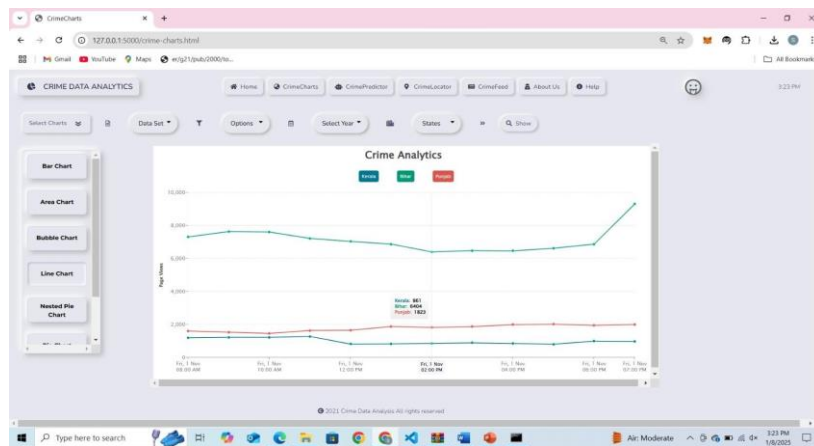 CrimeCharts
127.0.0.1:5000/crime-charts.html
Gmail YouTube Maps er/g21/pub/2000/to... All Bookmark
CRIME DATA ANALYTICS Home CrimeCharts CrimePredictor CrimeLocator CrimeFeed About Us Help 3:23 PM
Select Charts Data Set Options Select Year States Show
Crime Analytics
Kerala Bihar Punjab
Bar Chart
Area Chart
Bubble Chart
Line Chart
Nested Pie
Chart
Page Views
10,000
8,000
6,000
4,000
2,000
0
Kerala: 861
Bihar: 6404
Punjab: 1823
Fri, 1 Nov Fri, 1 Nov Fri, 1 Nov Fri, 1 Nov Fri, 1 Nov Fri, 1 Nov Fri, 1 Nov
08:00 AM 10:00 AM 12:00 PM 02:00 PM 04:00 PM 06:00 PM 07:00 PM
2021 Crime Data Analytics All rights reserved
Type here to search Air: Moderate 3:23 PM
1/8/2025